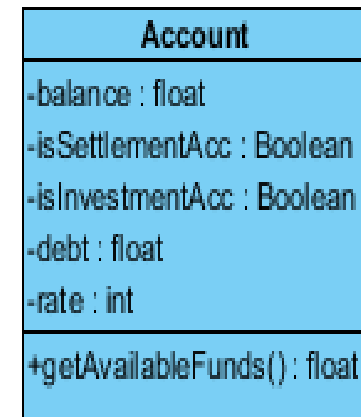 Account
-balance : float
-isSettlementAcc : Boolean
-isInvestmentAcc : Boolean
-debt : float
-rate : int
+getAvailableFunds() : float